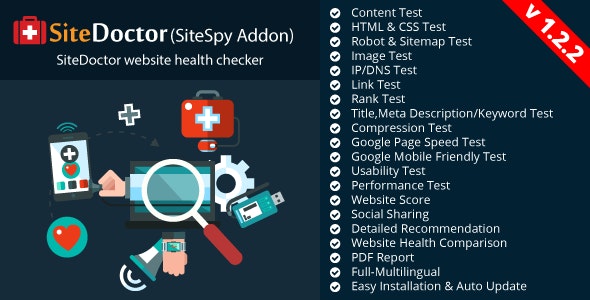 SiteDoctor (SiteSpy Addon)
SiteDoctor website health checker
v 1.2.2
Content Test
HTML & CSS Test
Robot & Sitemap Test
Image Test
IP/DNS Test
Link Test
Rank Test
Title,Meta Description/Keyword Test
Compression Test
Google Page Speed Test
Google Mobile Friendly Test
Usability Test
Performance Test
Website Score
Social Sharing
Detailed Recommendation
Website Health Comparison
PDF Report
Full-Multilingual
Easy Installation & Auto Update